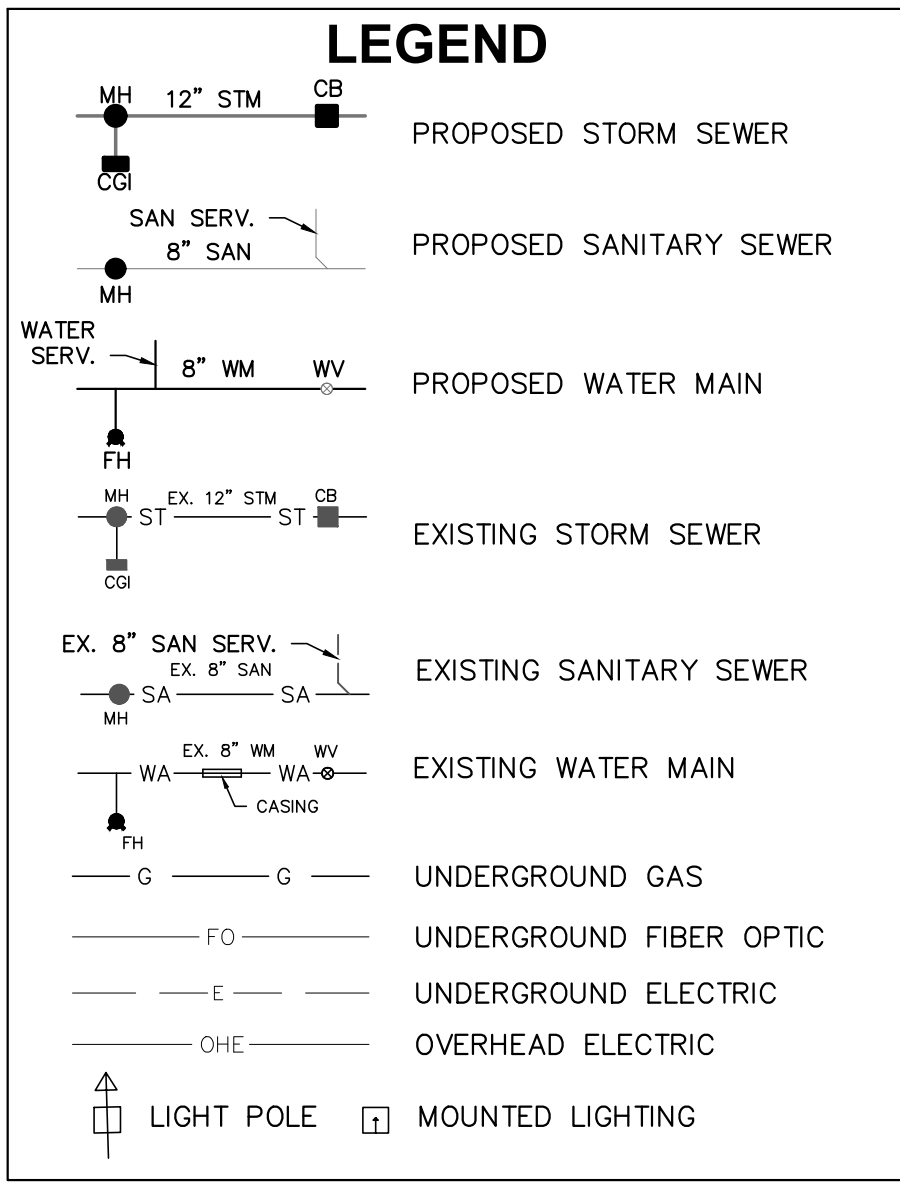 LEGEND
MH 12" STM CB
CGI
PROPOSED STORM SEWER
SAN SERV.
8" SAN
MH
PROPOSED SANITARY SEWER
WATER
SERV.
8" WM WV
FH
PROPOSED WATER MAIN
MH EX. 12" STM CB
ST ST
CGI
EXISTING STORM SEWER
EX. 8" SAN SERV.
EX. 8" SAN
SA SA
MH
EXISTING SANITARY SEWER
EX. 8" WM WV
WA WA
CASING
FH
EXISTING WATER MAIN
G G UNDERGROUND GAS
FO UNDERGROUND FIBER OPTIC
E UNDERGROUND ELECTRIC
OHE OVERHEAD ELECTRIC
LIGHT POLE MOUNTED LIGHTING